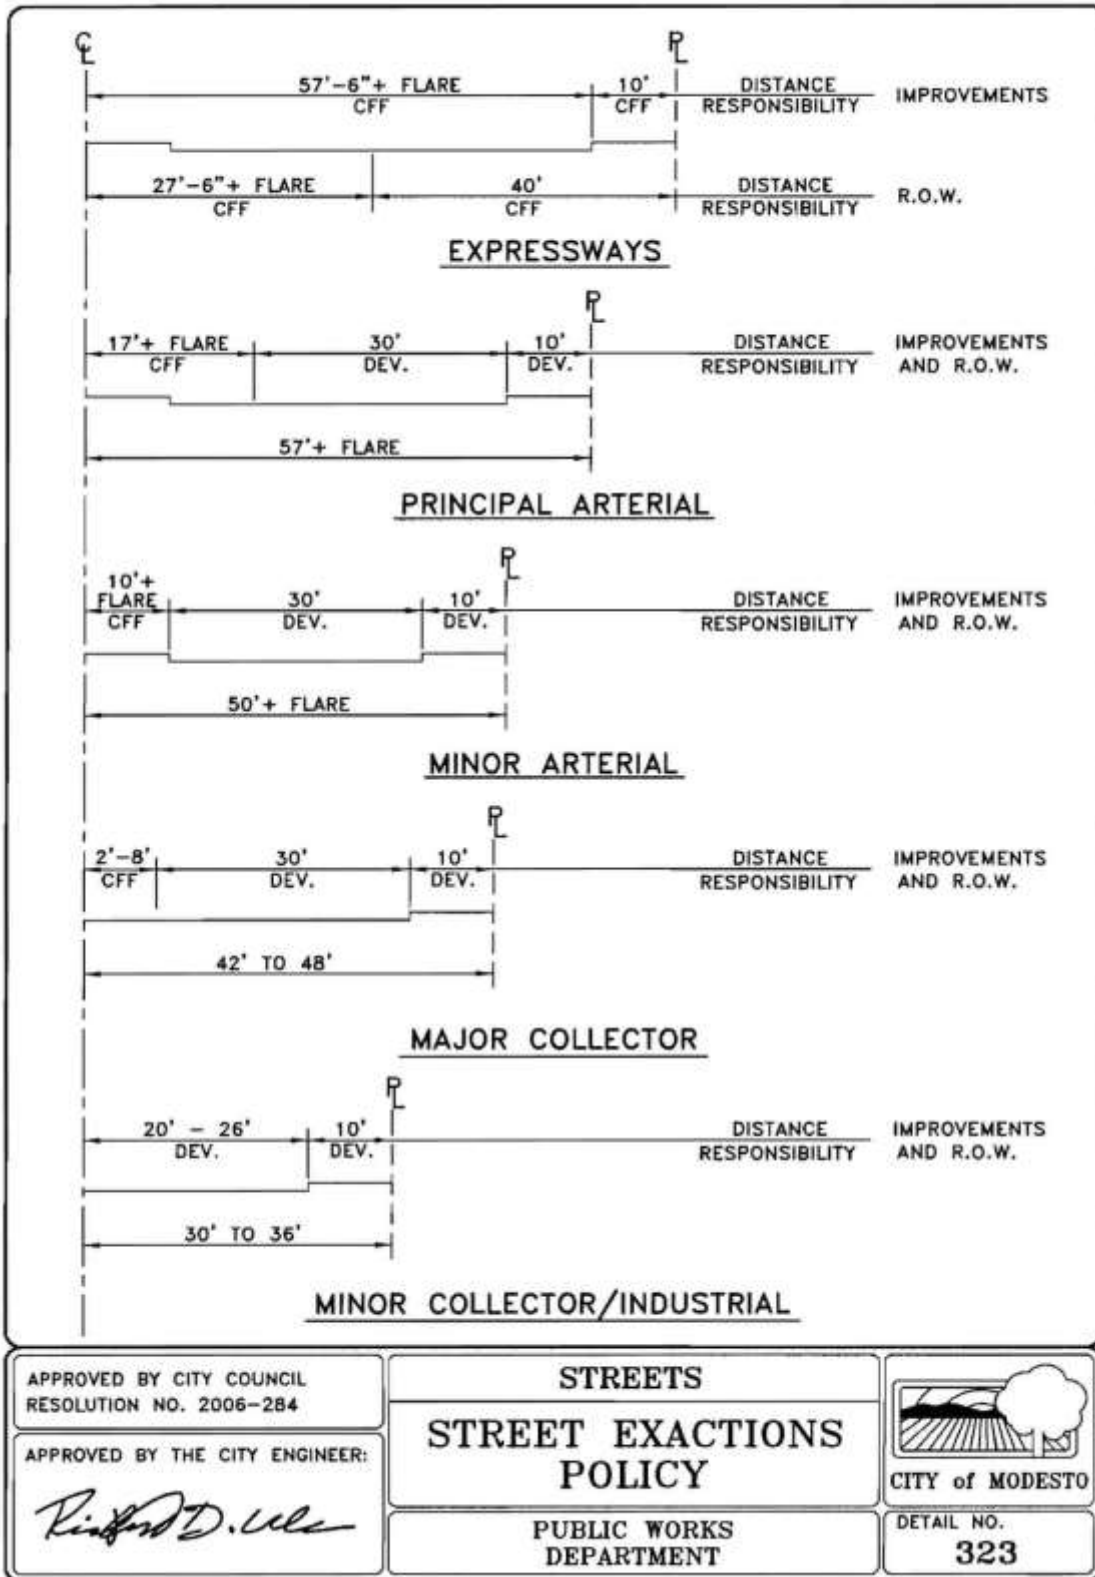 CL
PL
57'-6"+ FLARE 10' DISTANCE
CFF CFF RESPONSIBILITY
IMPROVEMENTS
27'-6"+ FLARE 40' DISTANCE
CFF CFF RESPONSIBILITY
R.O.W.
EXPRESSWAYS
PL
17'+ FLARE 30' 10' DISTANCE IMPROVEMENTS
CFF DEV. DEV. RESPONSIBILITY AND R.O.W.
57'+ FLARE
PRINCIPAL ARTERIAL
PL
10'+
FLARE 30' 10' DISTANCE IMPROVEMENTS
CFF DEV. DEV. RESPONSIBILITY AND R.O.W.
50'+ FLARE
MINOR ARTERIAL
PL
2'-8' 30' 10' DISTANCE IMPROVEMENTS
CFF DEV. DEV. RESPONSIBILITY AND R.O.W.
42' TO 48'
MAJOR COLLECTOR
PL
20' - 26' 10' DISTANCE IMPROVEMENTS
DEV. DEV. RESPONSIBILITY AND R.O.W.
30' TO 36'
MINOR COLLECTOR/INDUSTRIAL
APPROVED BY CITY COUNCIL
RESOLUTION NO. 2006-284
APPROVED BY THE CITY ENGINEER:
STREETS
STREET EXACTIONS
POLICY
PUBLIC WORKS
DEPARTMENT
CITY of MODESTO
DETAIL NO.
323